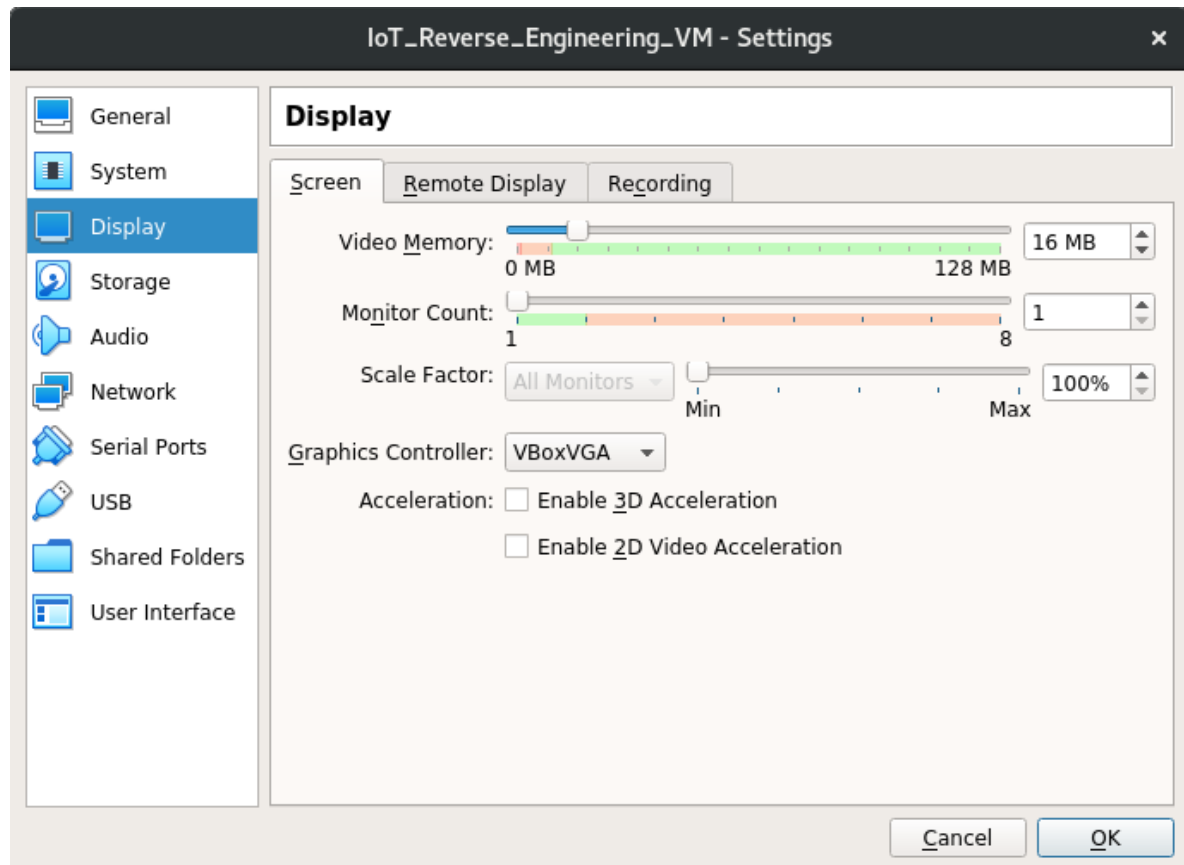 IoT_Reverse_Engineering_VM - Settings
General
System
Display
Storage
Audio
Network
Serial Ports
USB
Shared Folders
User Interface
Display
Screen
Remote Display
Recording
Video Memory:
16 MB
0 MB
128 MB
Monitor Count:
1
1
8
Scale Factor:
All Monitors
100%
Min
Max
Graphics Controller:
VBoxVGA
Acceleration:
Enable 3D Acceleration
Enable 2D Video Acceleration
Cancel
OK